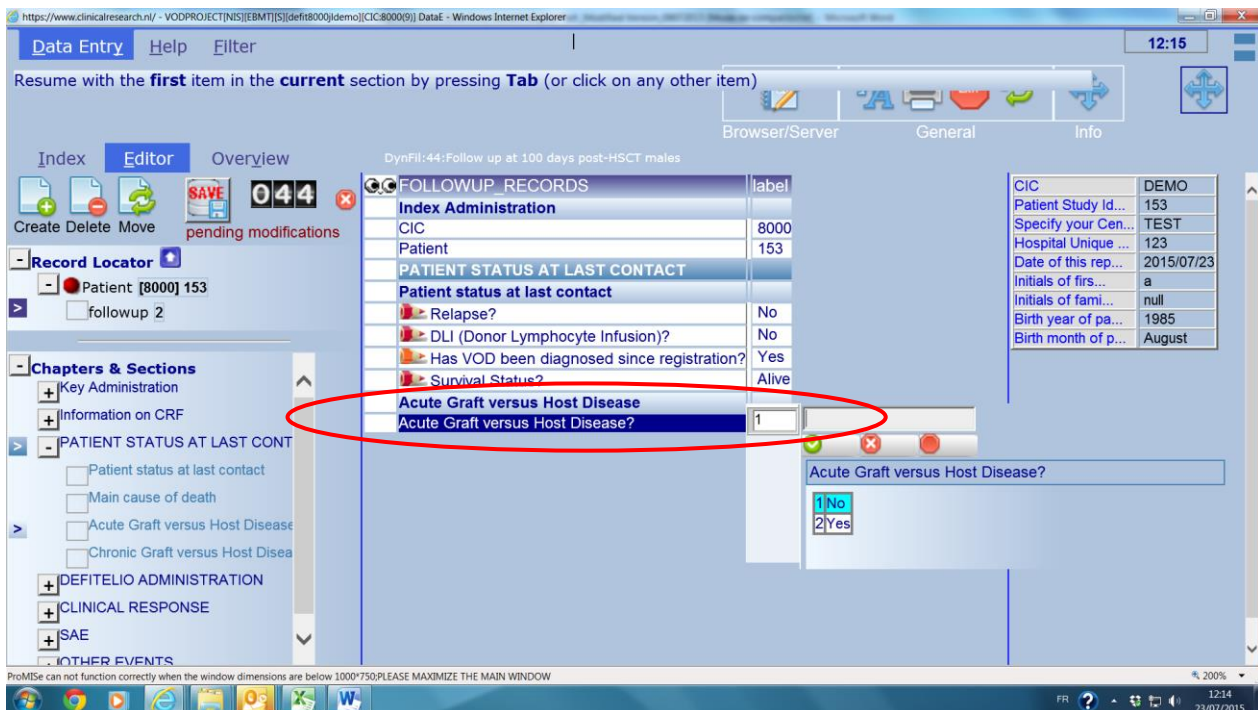 https://www.clinicalresearch.nl/ - VODPROJECT[NIS][EBMT][S][defit8000jldemo][CIC:8000(9)] DataE - Windows Internet Explorer
Data Entry Help Filter
12:15
Resume with the first item in the current section by pressing Tab (or click on any other item)
Browser/Server General Info
Index Editor Overview
DynFil:44:Follow up at 100 days post-HSCT males
SAVE 044
Create Delete Move pending modifications
Record Locator
Patient [8000] 153
followup 2
Chapters & Sections
Key Administration
Information on CRF
PATIENT STATUS AT LAST CONT
Patient status at last contact
Main cause of death
Acute Graft versus Host Disease
Chronic Graft versus Host Disea
DEFITELIO ADMINISTRATION
CLINICAL RESPONSE
SAE
OTHER EVENTS
FOLLOWUP_RECORDS label
Index Administration
CIC 8000
Patient 153
PATIENT STATUS AT LAST CONTACT
Patient status at last contact
Relapse? No
DLI (Donor Lymphocyte Infusion)? No
Has VOD been diagnosed since registration? Yes
Survival Status? Alive
Acute Graft versus Host Disease
Acute Graft versus Host Disease? 1
Acute Graft versus Host Disease?
1 No
2 Yes
CIC DEMO
Patient Study Id... 153
Specify your Cen... TEST
Hospital Unique ... 123
Date of this rep... 2015/07/23
Initials of firs... a
Initials of fami... null
Birth year of pa... 1985
Birth month of p... August
ProMISe can not function correctly when the window dimensions are below 1000*750;PLEASE MAXIMIZE THE MAIN WINDOW
200%
FR 12:14
23/07/2015